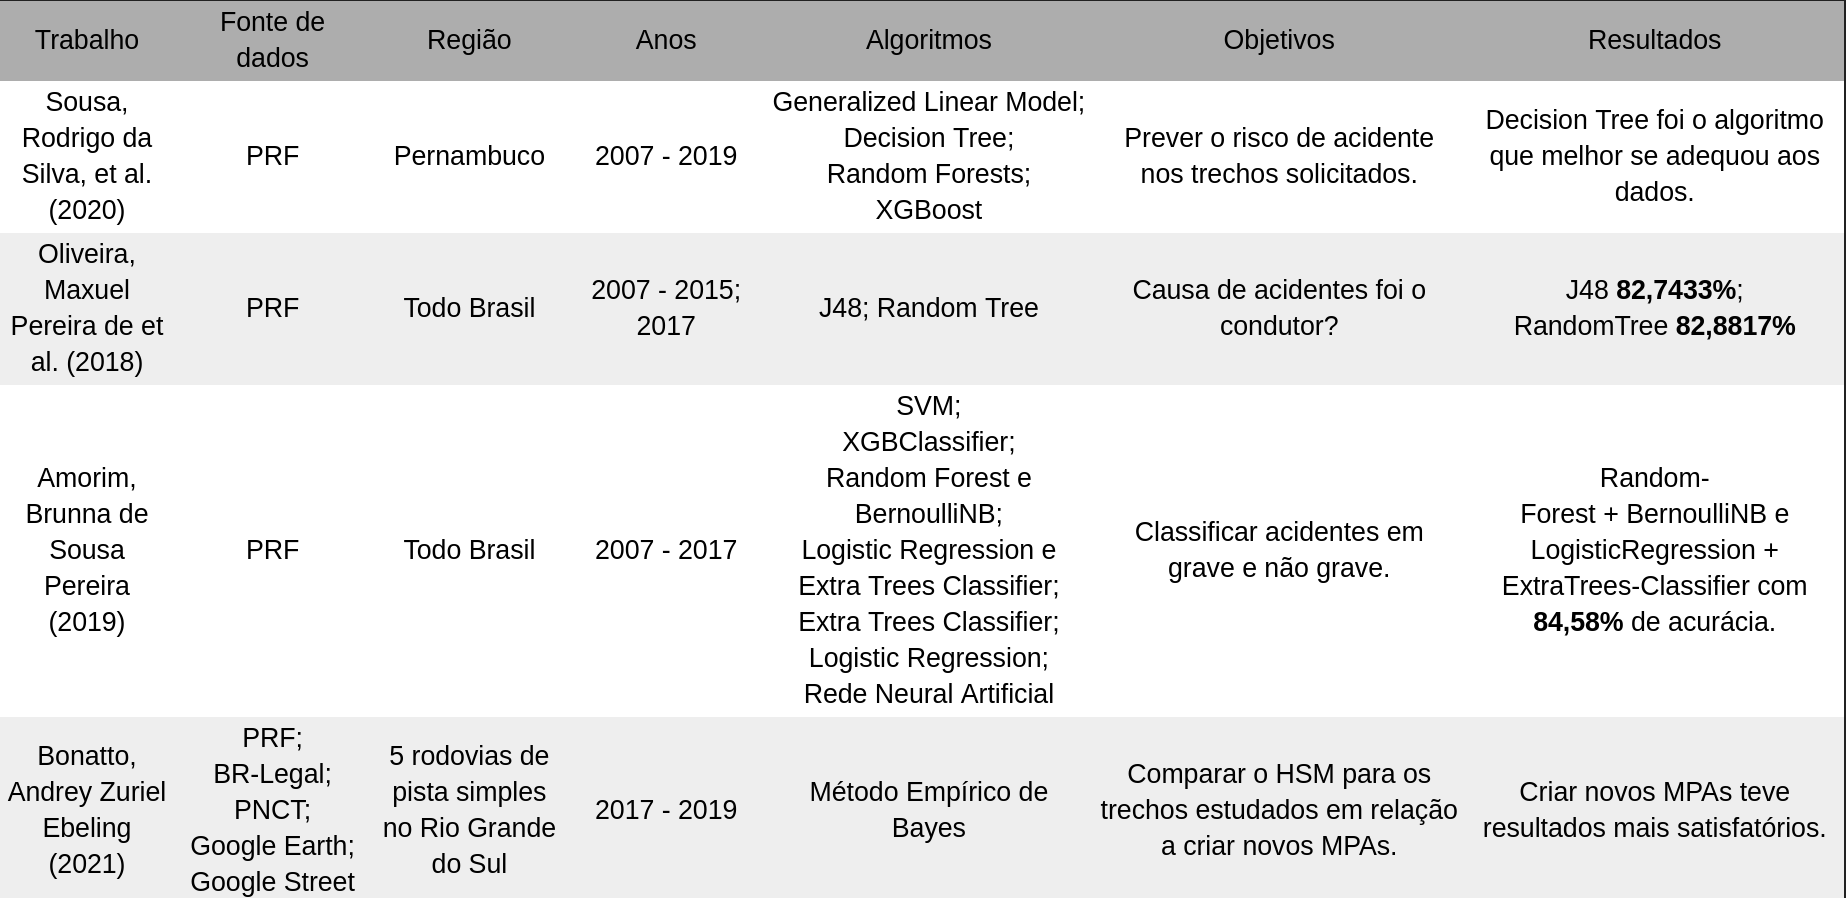 Trabalho
Fonte de
dados
Região
Anos
Algoritmos
Objetivos
Resultados
Sousa,
Rodrigo da
Silva, et al.
(2020)
PRF
Pernambuco
2007 - 2019
Generalized Linear Model;
Decision Tree;
Random Forests;
XGBoost
Prever o risco de acidente
nos trechos solicitados.
Decision Tree foi o algoritmo
que melhor se adequou aos
dados.
Oliveira,
Maxuel
Pereira de et
al. (2018)
PRF
Todo Brasil
2007 - 2015;
2017
J48; Random Tree
Causa de acidentes foi o
condutor?
J48 82,7433%;
RandomTree 82,8817%
Amorim,
Brunna de
Sousa
Pereira
(2019)
PRF
Todo Brasil
2007 - 2017
SVM;
XGBClassifier;
Random Forest e
BernoulliNB;
Logistic Regression e
Extra Trees Classifier;
Extra Trees Classifier;
Logistic Regression;
Rede Neural Artificial
Classificar acidentes em
grave e não grave.
Random-
Forest + BernoulliNB e
LogisticRegression +
ExtraTrees-Classifier com
84,58% de acurácia.
Bonatto,
Andrey Zuriel
Ebeling
(2021)
PRF;
BR-Legal;
PNCT;
Google Earth;
Google Street
5 rodovias de
pista simples
no Rio Grande
do Sul
2017 - 2019
Método Empírico de
Bayes
Comparar o HSM para os
trechos estudados em relação
a criar novos MPAs.
Criar novos MPAs teve
resultados mais satisfatórios.